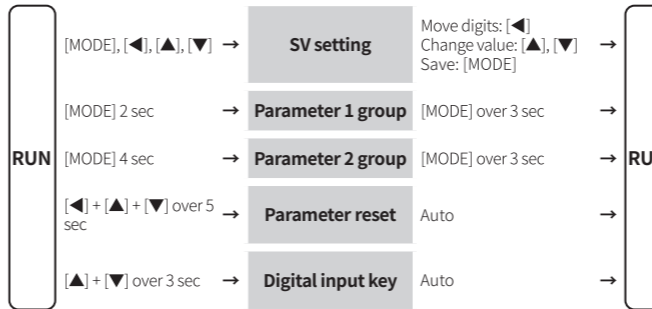 [MODE], [◀], [▲], [▼] → SV setting
Move digits: [◀]
Change value: [▲], [▼] →
Save: [MODE]
[MODE] 2 sec → Parameter 1 group [MODE] over 3 sec →
RUN [MODE] 4 sec → Parameter 2 group [MODE] over 3 sec → RU
[◀] + [▲] + [▼] over 5
sec → Parameter reset Auto →
[▲] + [▼] over 3 sec → Digital input key Auto →